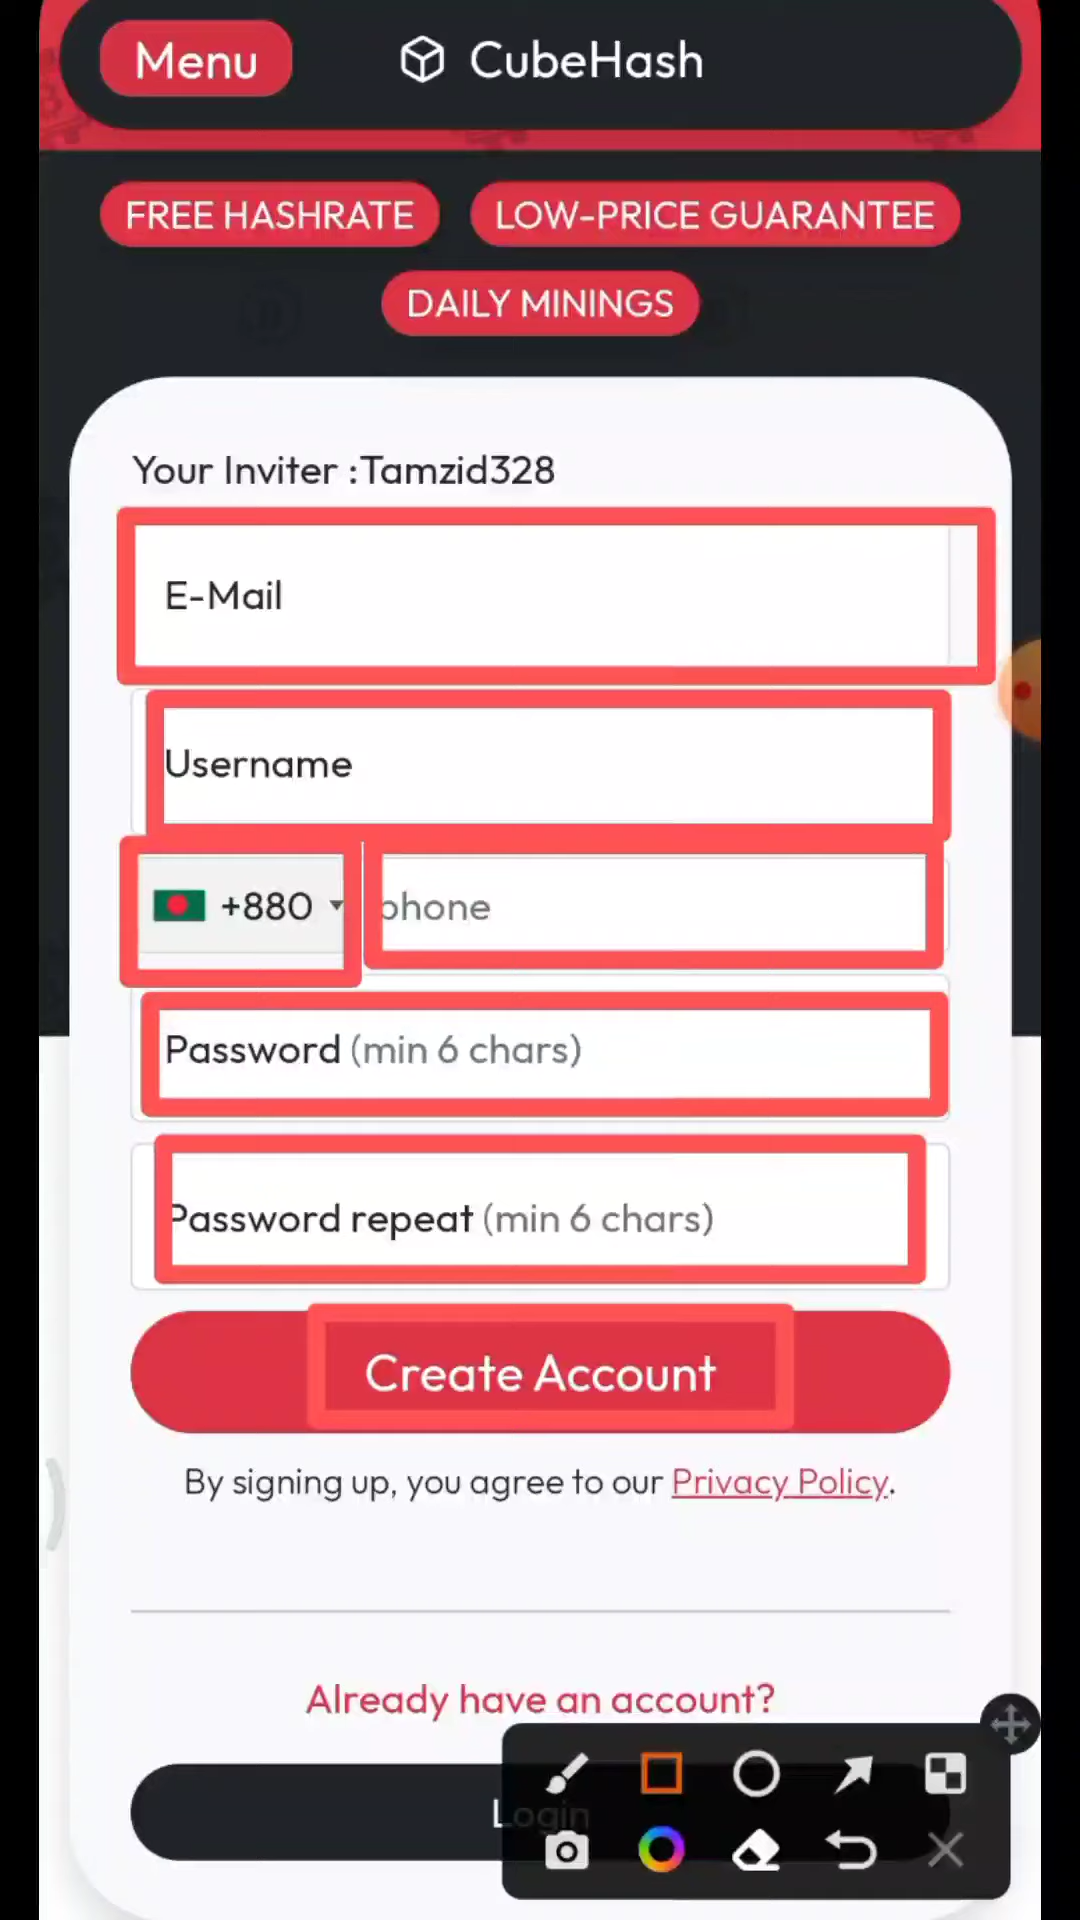 Menu
CubeHash
FREE HASHRATE
LOW-PRICE GUARANTEE
DAILY MININGS
Your Inviter :Tamzid328
E-Mail
Username
+880
phone
Password (min 6 chars)
Password repeat (min 6 chars)
Create Account
By signing up, you agree to our Privacy Policy.
Already have an account?
Login